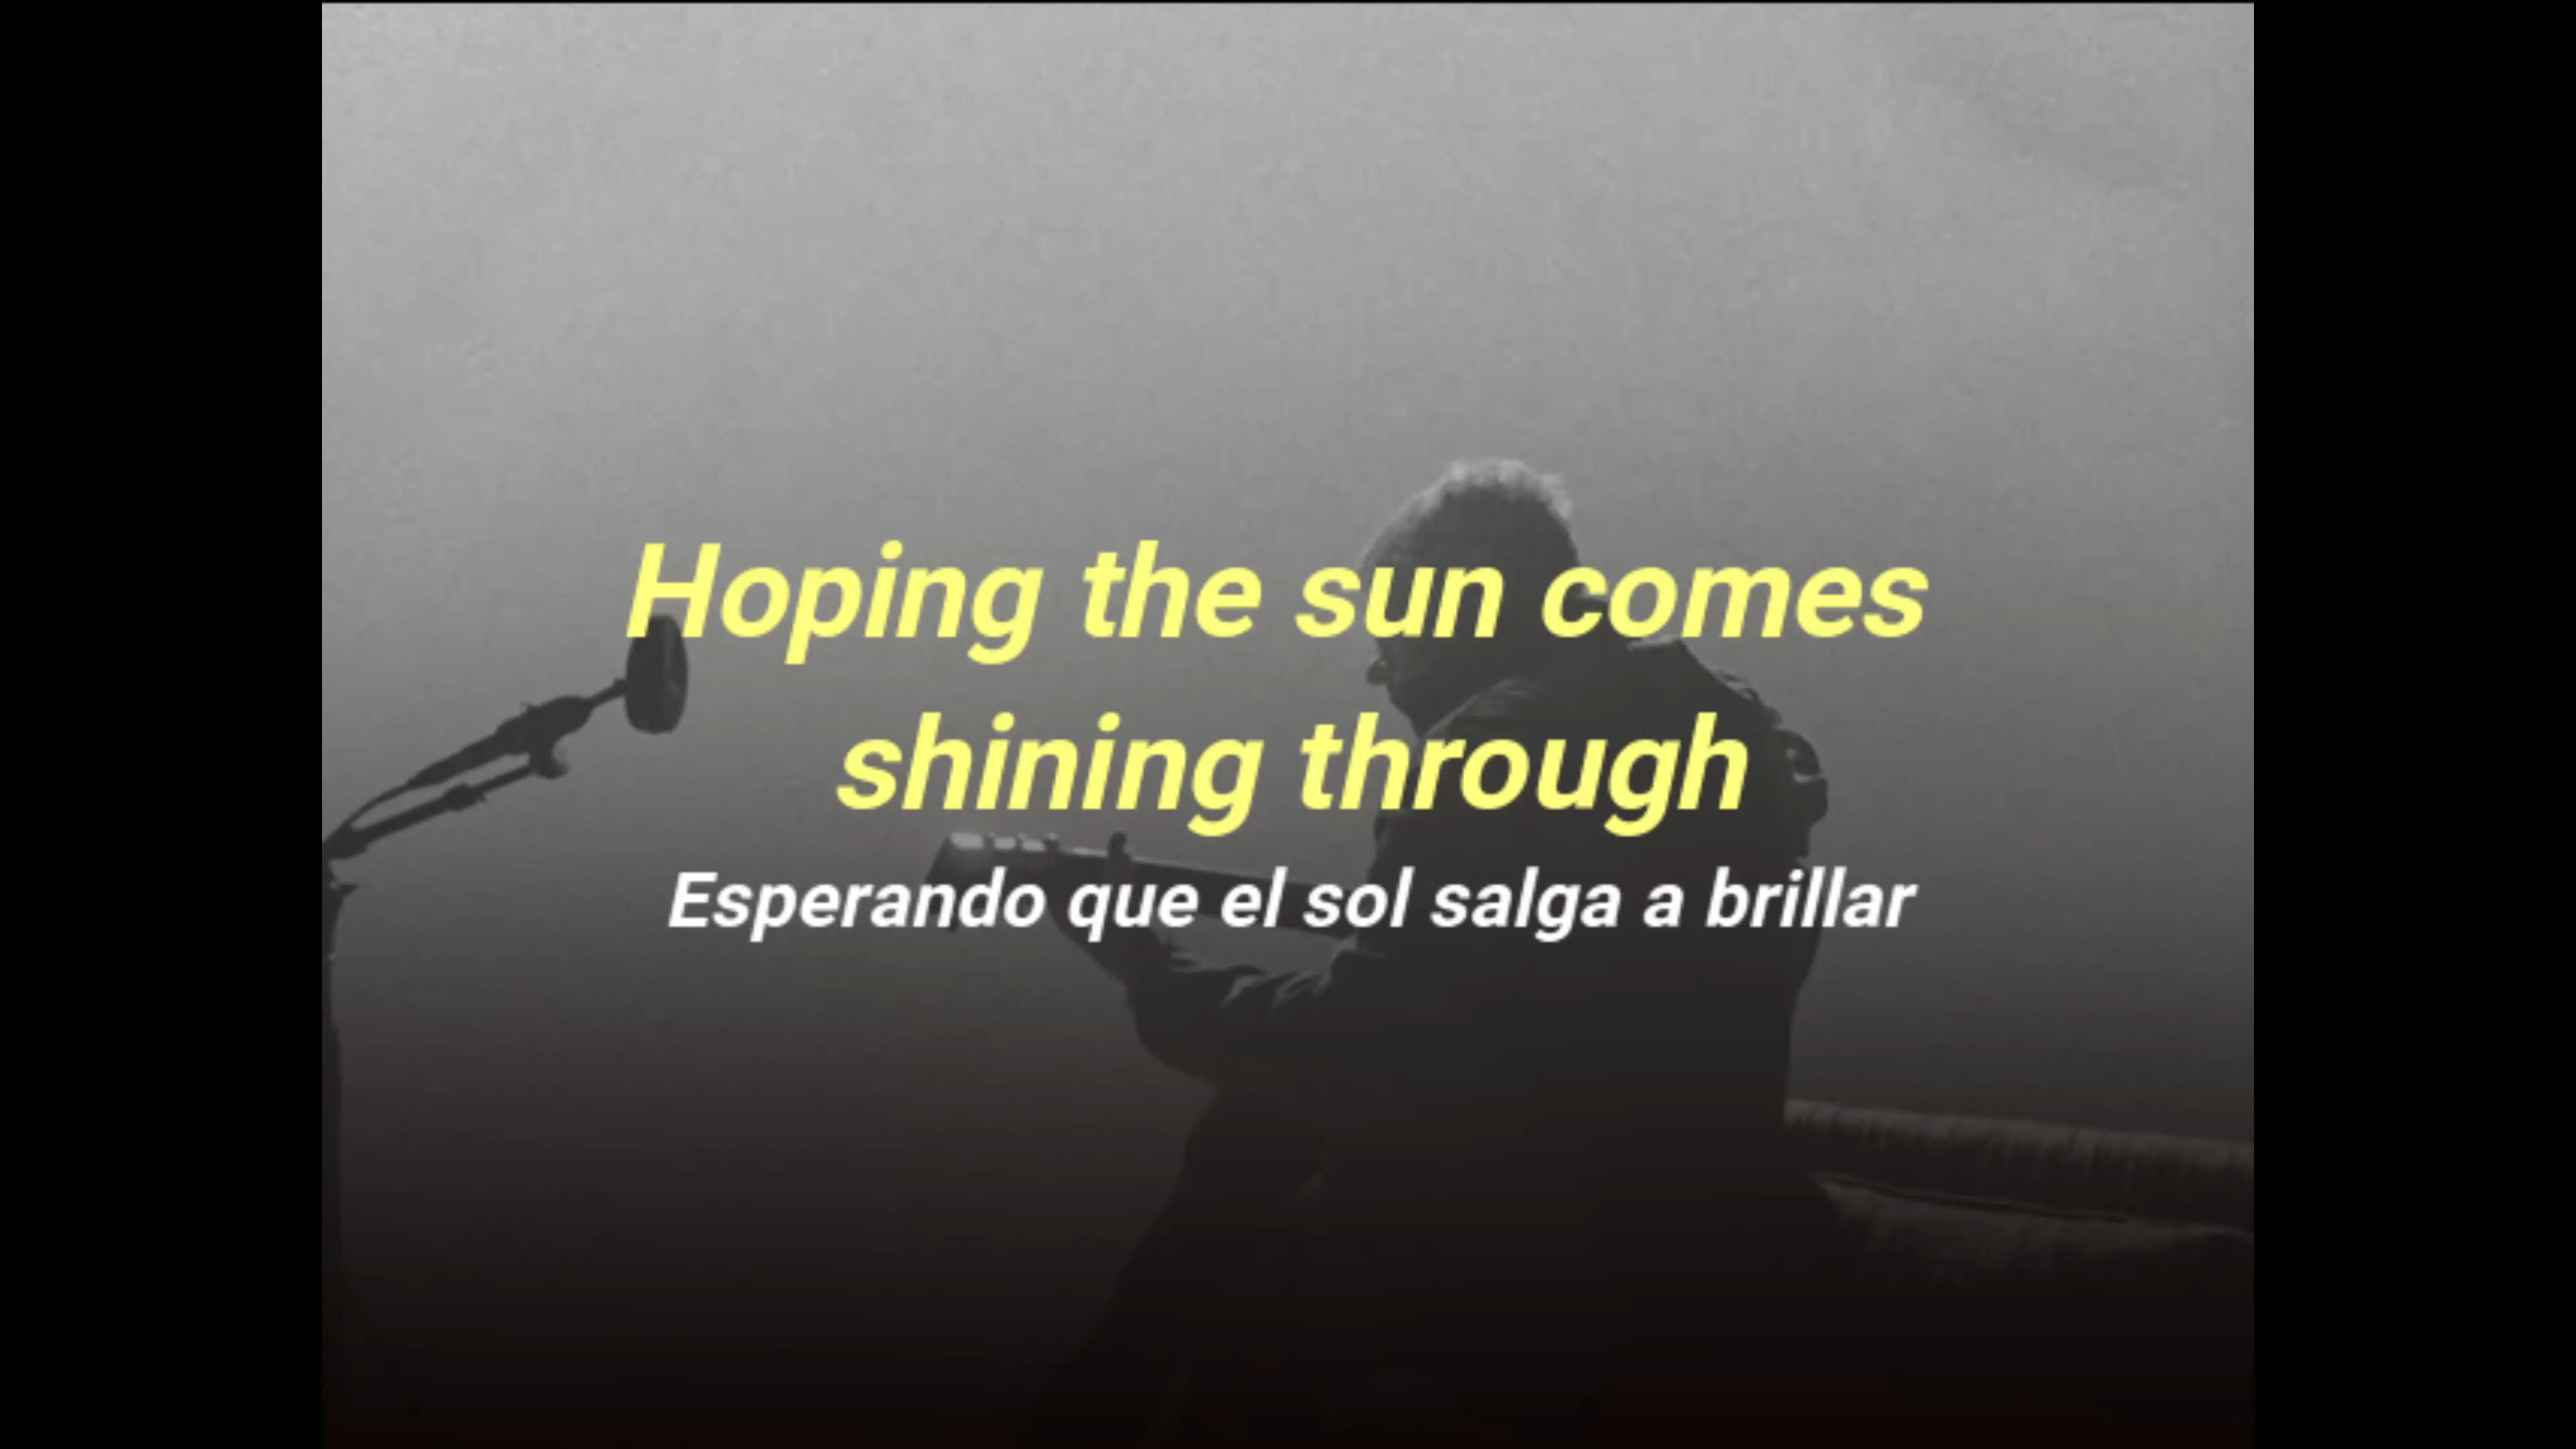 Hoping the sun comes
shining through
Esperando que el sol salga a brillar